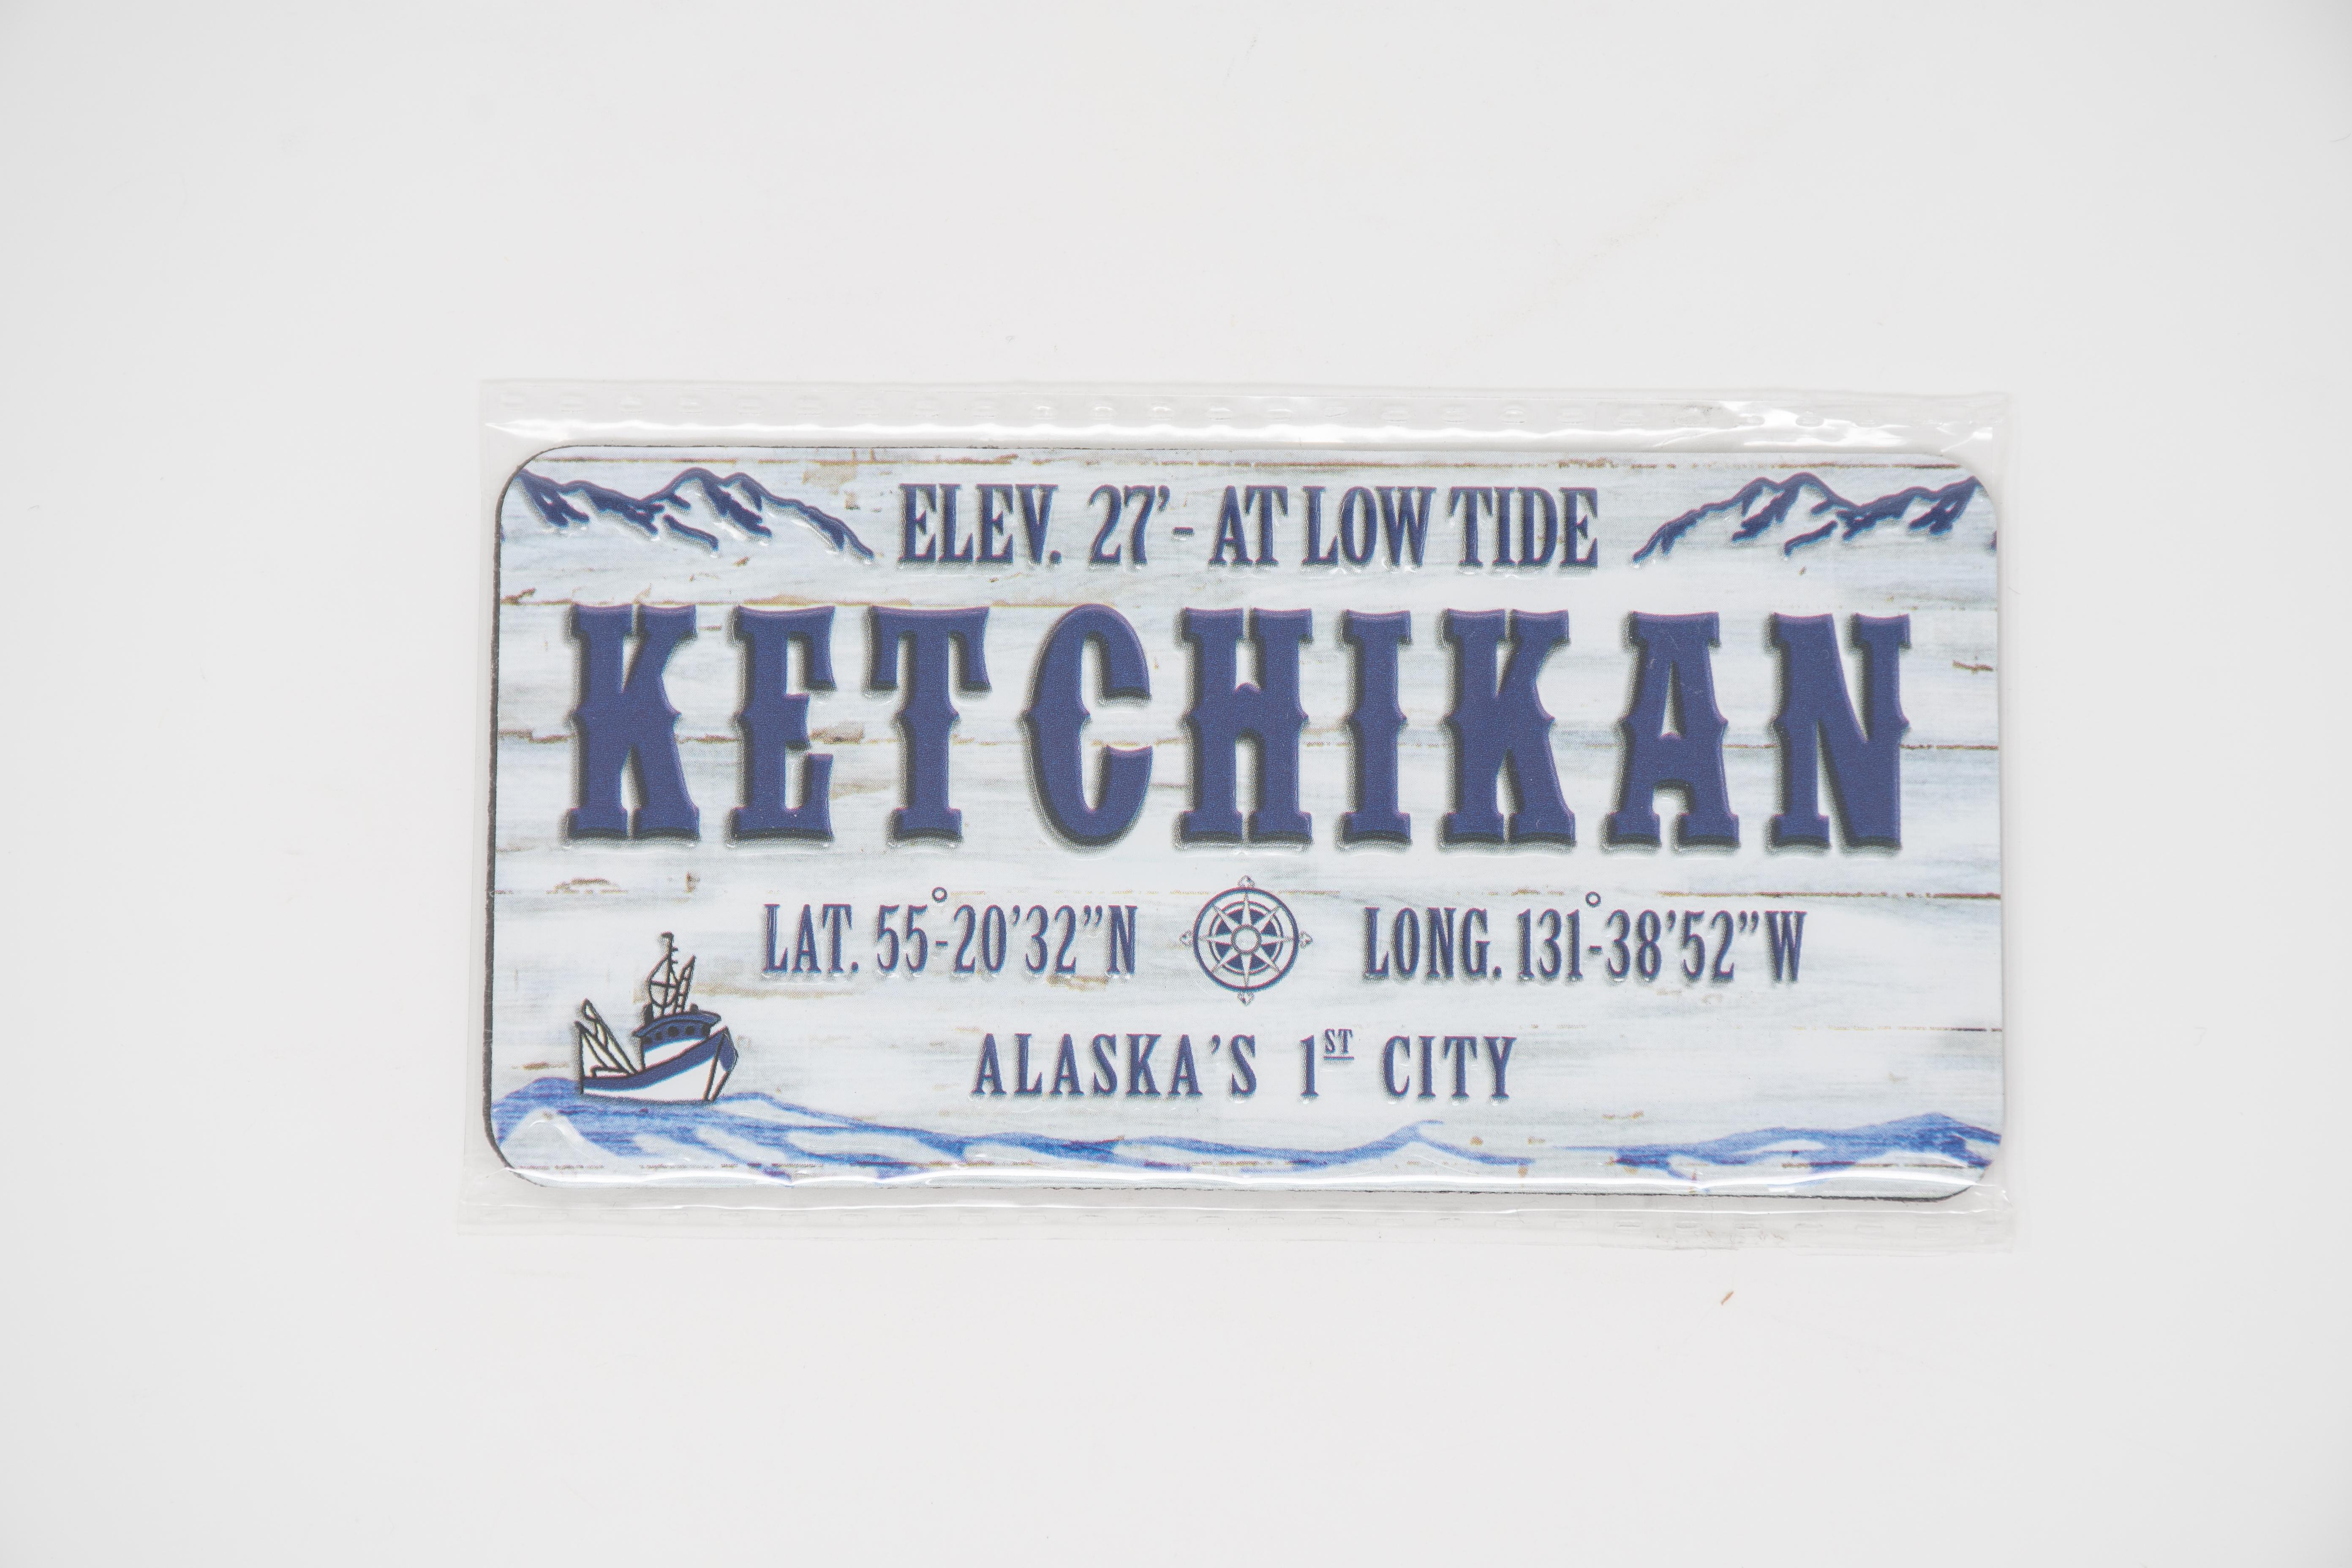 ELEV. 27’- AT LOW TIDE
KETCHIKAN
LAT. 55°-20’32”N LONG. 131°-38’52”W
ALASKA’S 1ST CITY